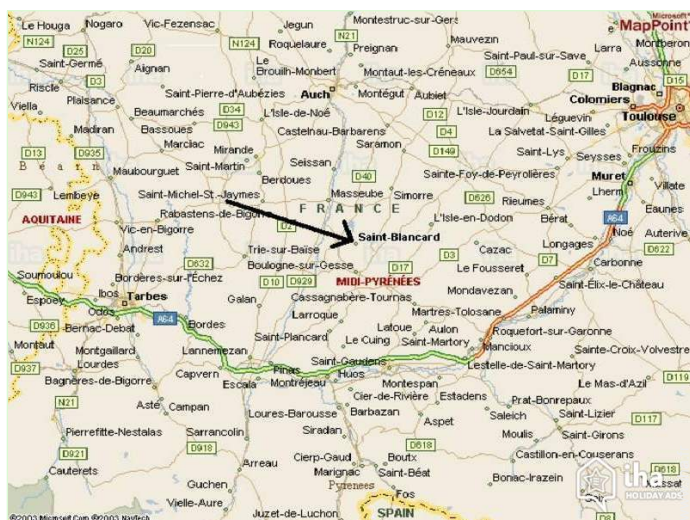 Le Houga Nogaro Vic-Fezensac Jegun Montestruc-sur-Gers Microsoft
MapPoint
N124 D25 D20 Roquelaure N21 Preignan Mauvezin Larra Montberon
Saint-Germé Aignan Le Brouilh-Monbert Montaut-les-Créneaux Saint-Paul-sur-Save Aussonne
N124 D654 D17 D15
Riscle D3 Saint-Pierre-d'Aubézies Auch Montégut Aubiet Blagnac
Plaisance Colomiers
Viella Beaumarchés D34 L'Isle-de-Noé D12 L'Isle-Jourdain Léguevin Toulouse
Madiran Bassoues D943 Castelnau-Barbarens D4 La Salvetat-Saint-Gilles
Marciac Mirande Saramon Frouzins
D13 D935 Saint-Martin Seissan D149 Saint-Lys Seysses
Béarn Maubourguet Berdoues Sainte-Foy-de-Peyrolières Muret
D943 Lembeye Saint-Michel-St_Jaymes Masseube Simorre D626 Rieumes Lherm Villate
AQUITAINE Rabastens-de-Bigorre FRANCE L'Isle-en-Dodon Bérat A64 Eaunes
Vic-en-Bigorre D2 Saint-Blancard Noé Auterive
Andrest Trie-sur-Baïse Cazac Longages
D632 Boulogne-sur-Gesse D17 D3 D7 Carbonne
Soumoulou Bordères-sur-l'Échez D10 D929 MIDI-PYRÉNÉES Le Fousseret Saint-Élix-le-Château
Ibos Tarbes Galan Cassagnabère-Tournas Mondavezan
Espoey Odos Larroque Martres-Tolosane Palaminy
D936 Bernac-Debat A64 Bordes Saint-Plancard Latoue Aulon Roquefort-sur-Garonne
Montaut Montgaillard Lannemezan Le Cuing Saint-Martory Mancioux Sainte-Croix-Volvestre
D937 Lourdes Capvern Pinas Saint-Gaudens Lestelle-de-Saint-Martory
Bagnères-de-Bigorre Escala Montréjeau Huos Montespan Le Mas-d'Azil D119
N21 Asté Campan Loures-Barousse Cier-de-Rivière Estadens Prat-Bonrepaux
Barbazan Saleich Saint-Lizier D117
Pierrefitte-Nestalas Sarrancolin Siradan Aspet Moulis Saint-Girons
D921 D918 D618 Castillon-en-Couserans
Cauterets Arreau Cierp-Gaud Boutx
Marignac Saint-Béat Bonac-Irazein D618
Guchen Pyrenees Seix
Vielle-Aure Fos iha
Juzet-de-Luchon SPAIN HOLIDAY ADS
©2003 Microsoft Corp ©2003 NavTech